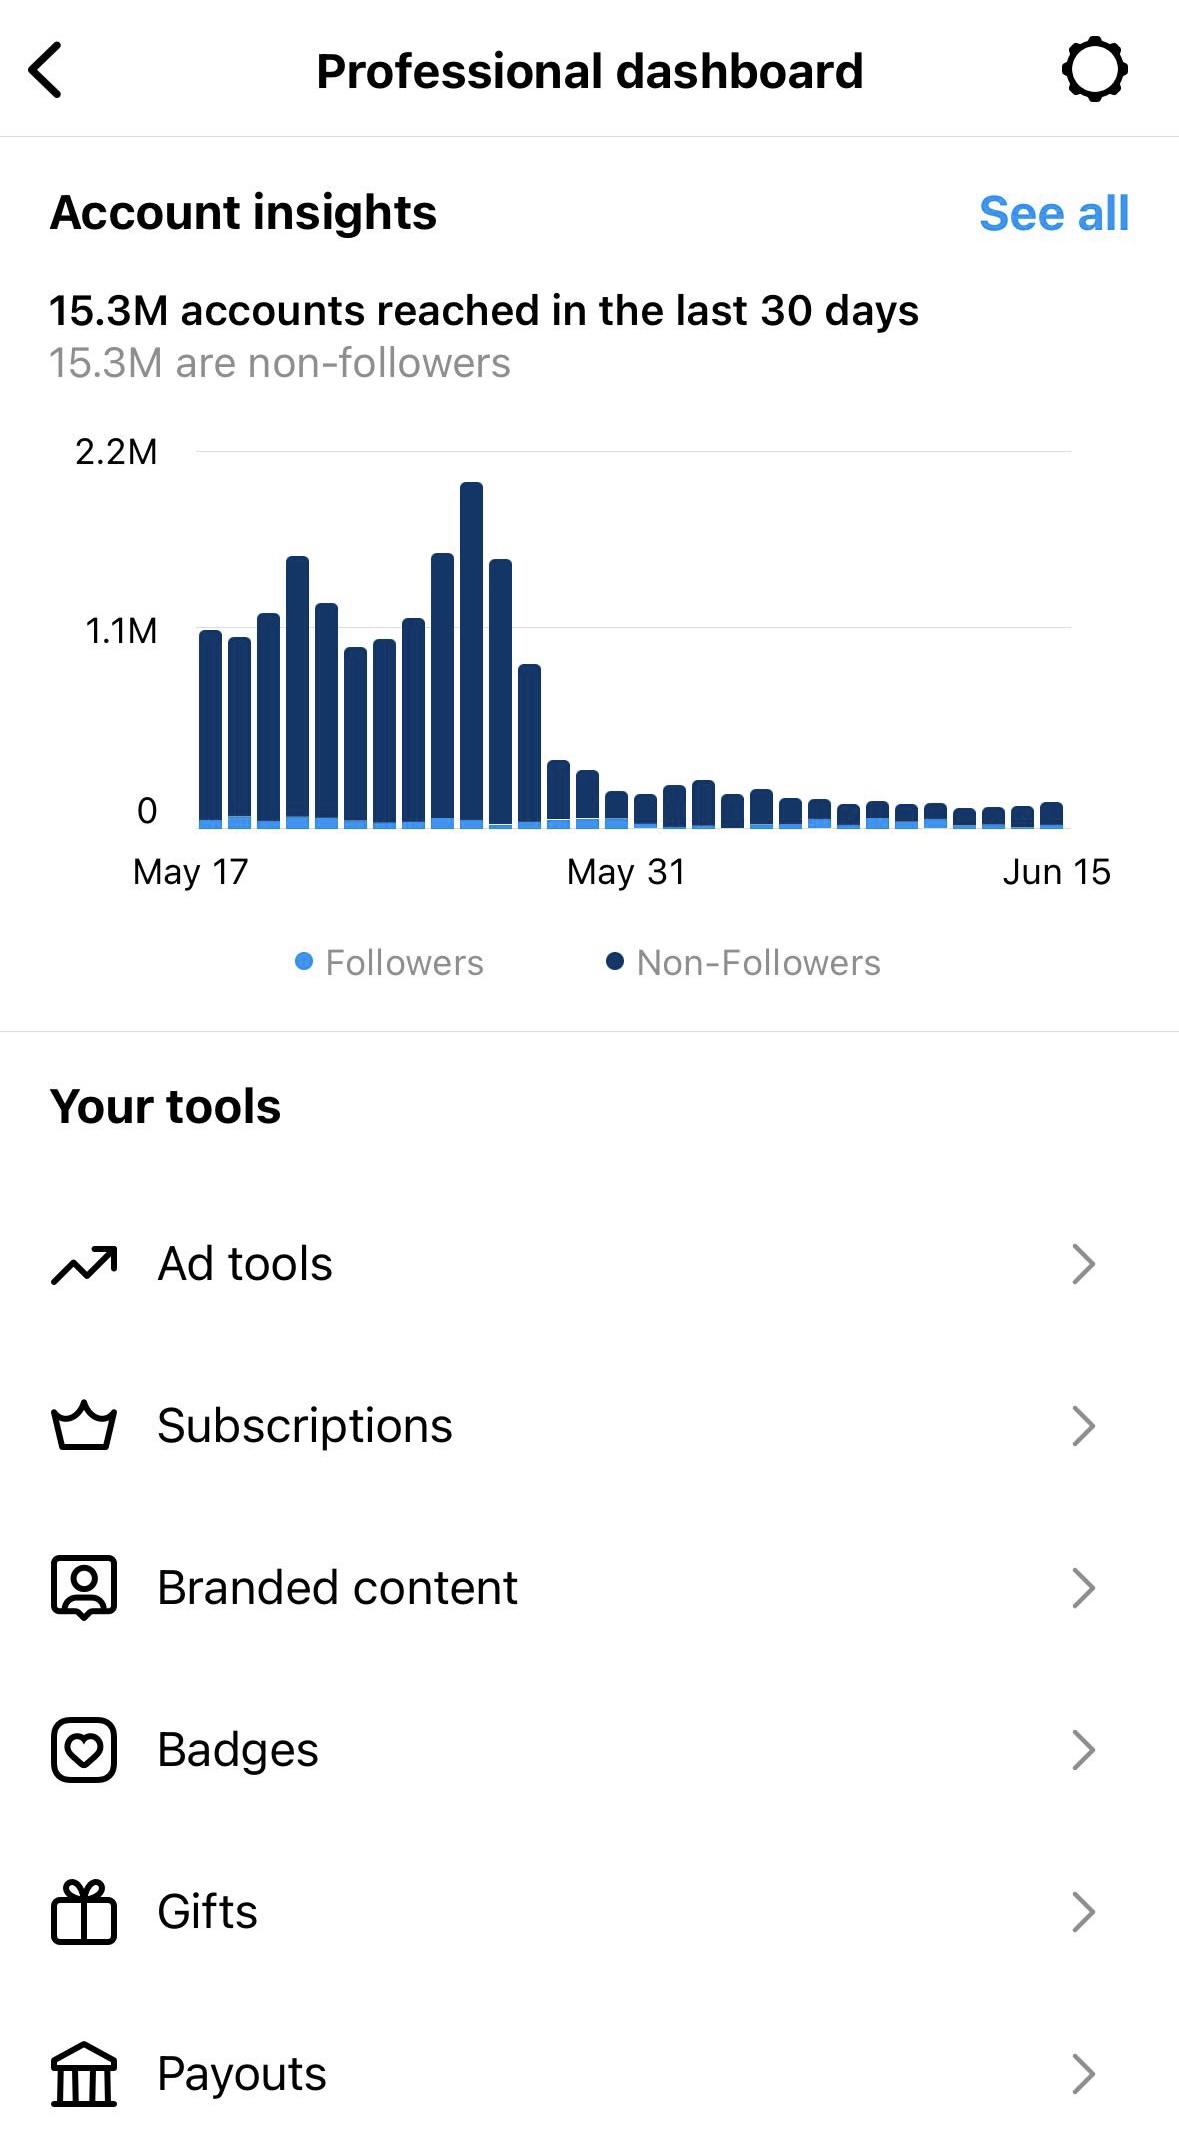 Professional dashboard
Account insights
See all
15.3M accounts reached in the last 30 days
15.3M are non-followers
2.2M
1.1M
0
May 17
May 31
Jun 15
Followers
Non-Followers
Your tools
Ad tools
Subscriptions
Branded content
Badges
Gifts
Payouts